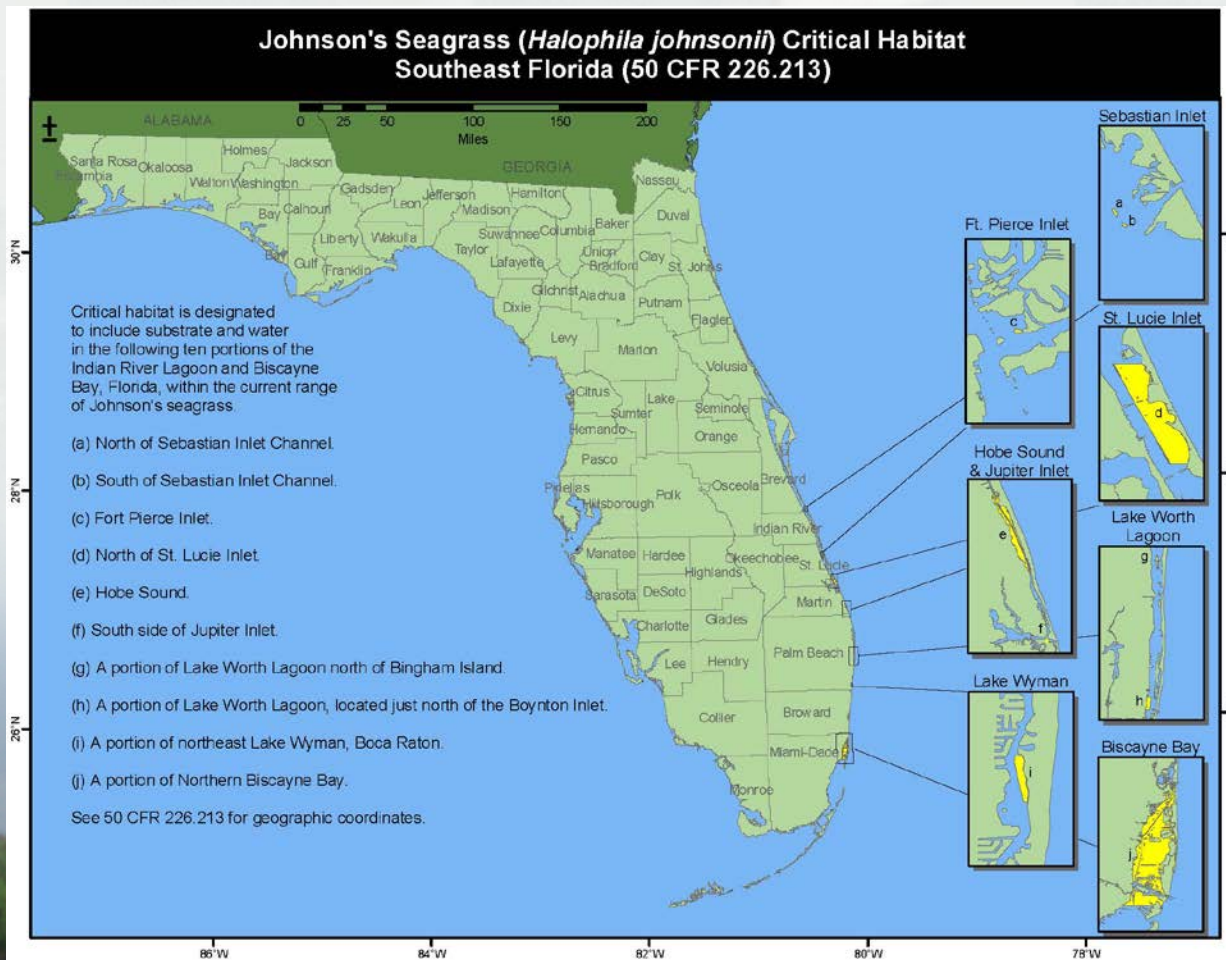 Johnson's Seagrass (Halophila johnsonii) Critical Habitat
Southeast Florida (50 CFR 226.213)
ALABAMA
GEORGIA
0 25 50 100 150 200
Miles
Santa Rosa
Okaloosa
Walton
Holmes
Washington
Jackson
Bay
Calhoun
Gulf
Liberty
Gadsden
Franklin
Leon
Wakulla
Jefferson
Madison
Taylor
Hamilton
Suwannee
Lafayette
Dixie
Columbia
Gilchrist
Baker
Union
Bradford
Alachua
Levy
Nassau
Duval
Clay
St. Johns
Putnam
Flagler
Marion
Volusia
Citrus
Sumter
Lake
Seminole
Hernando
Orange
Pasco
Pinellas
Hillsborough
Polk
Osceola
Brevard
Indian River
Manatee
Hardee
Highlands
Okeechobee
St. Lucie
Sarasota
DeSoto
Martin
Charlotte
Glades
Lee
Hendry
Palm Beach
Collier
Broward
Miami-Dade
Monroe
Bay
Critical habitat is designated
to include substrate and water
in the following ten portions of the
Indian River Lagoon and Biscayne
Bay, Florida, within the current range
of Johnson's seagrass.
(a) North of Sebastian Inlet Channel.
(b) South of Sebastian Inlet Channel.
(c) Fort Pierce Inlet.
(d) North of St. Lucie Inlet.
(e) Hobe Sound.
(f) South side of Jupiter Inlet.
(g) A portion of Lake Worth Lagoon north of Bingham Island.
(h) A portion of Lake Worth Lagoon, located just north of the Boynton Inlet.
(i) A portion of northeast Lake Wyman, Boca Raton.
(j) A portion of Northern Biscayne Bay.
See 50 CFR 226.213 for geographic coordinates.
Sebastian Inlet
a
b
Ft. Pierce Inlet
c
St. Lucie Inlet
d
Hobe Sound
& Jupiter Inlet
e
f
Lake Worth
Lagoon
g
h
Lake Wyman
i
Biscayne Bay
j
30°N
28°N
26°N
86°W
84°W
82°W
80°W
78°W